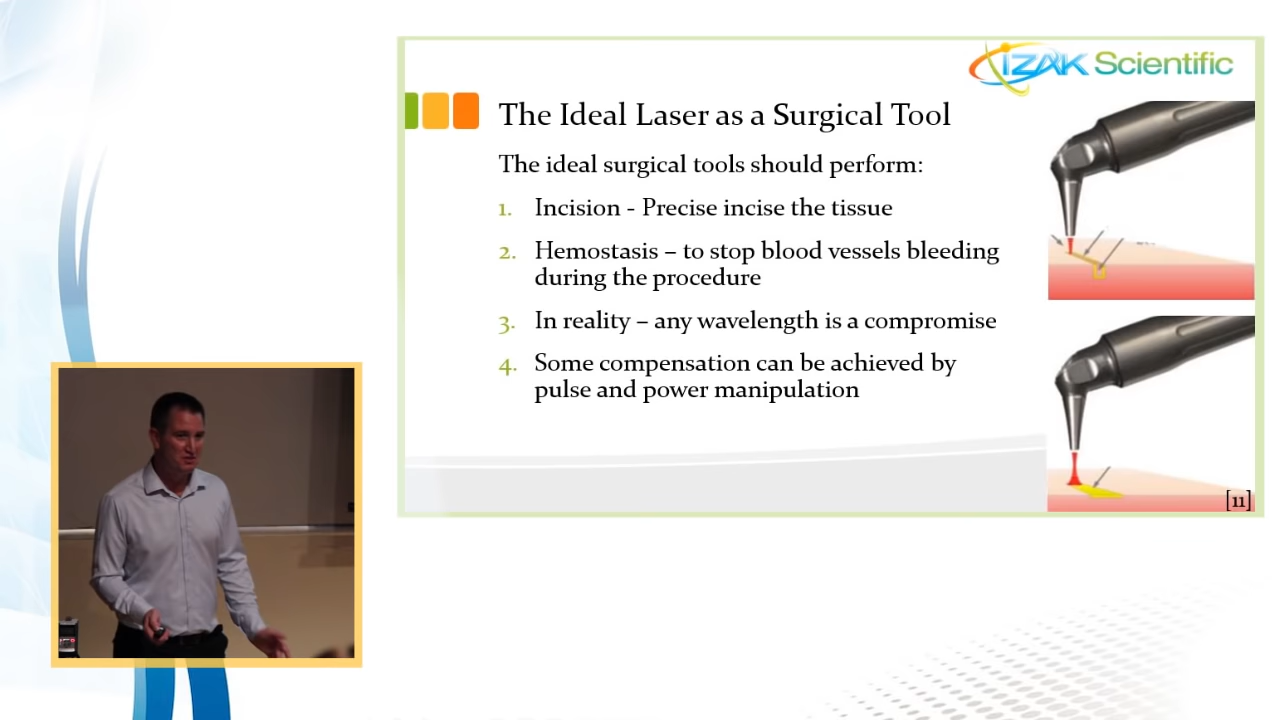 IZAK Scientific
The Ideal Laser as a Surgical Tool
The ideal surgical tools should perform:
1. Incision - Precise incise the tissue
2. Hemostasis – to stop blood vessels bleeding
during the procedure
3. In reality – any wavelength is a compromise
4. Some compensation can be achieved by
pulse and power manipulation
[11]